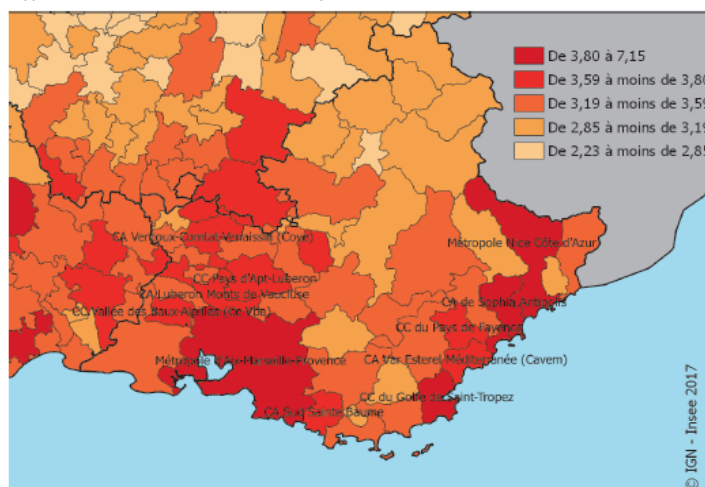 De 3,80 à 7,15
De 3,59 à moins de 3,80
De 3,19 à moins de 3,59
De 2,85 à moins de 3,19
De 2,23 à moins de 2,85
CA Ventoux-Comtat-Venaissin (Cove)
Métropole Nice Côte d'Azur
CC Pays d'Apt-Luberon
CA Luberon Monts de Vaucluse
CA de Sophia Antipolis
CC Vallée des Baux-Alpilles (de Vba)
CC du Pays de Fayence
Métropole d'Aix-Marseille-Provence
CA Var Esterel-Méditerranée (Cavem)
CC du Golfe de Saint-Tropez
CA Sud Sainte Baume
© IGN - Insee 2017